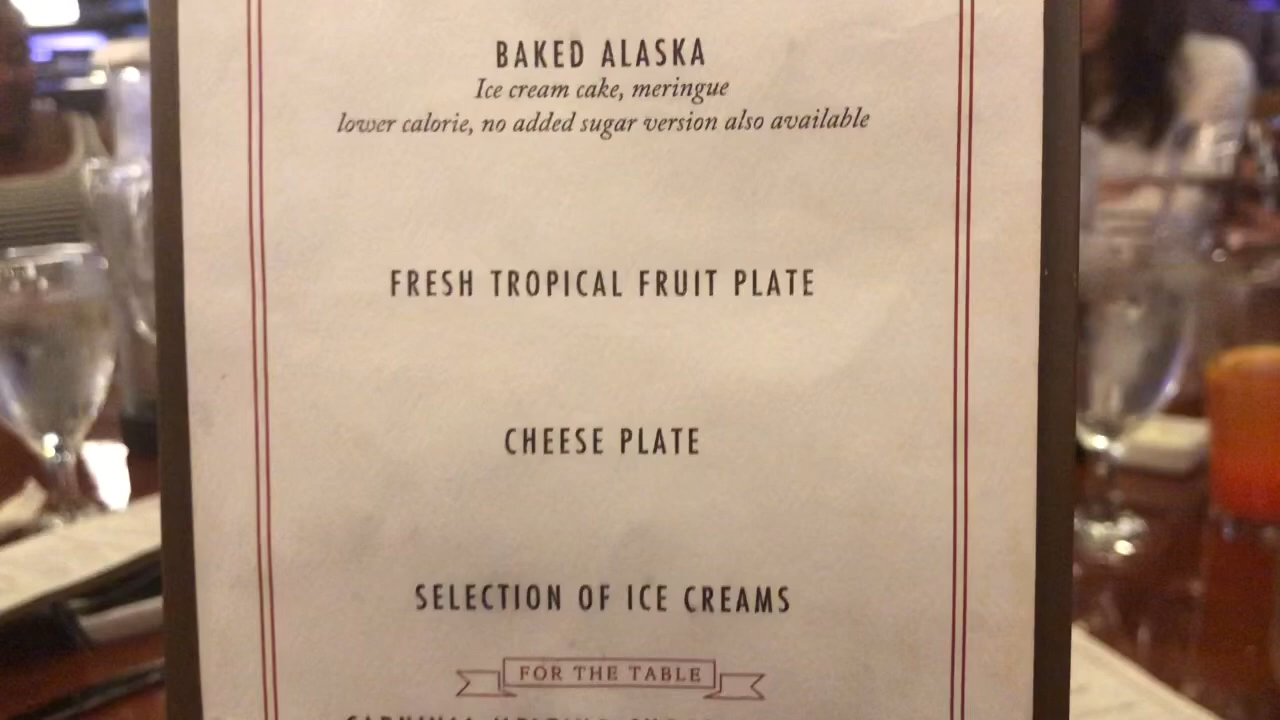 BAKED ALASKA
Ice cream cake, meringue
lower calorie, no added sugar version also available
FRESH TROPICAL FRUIT PLATE
CHEESE PLATE
SELECTION OF ICE CREAMS
FOR THE TABLE